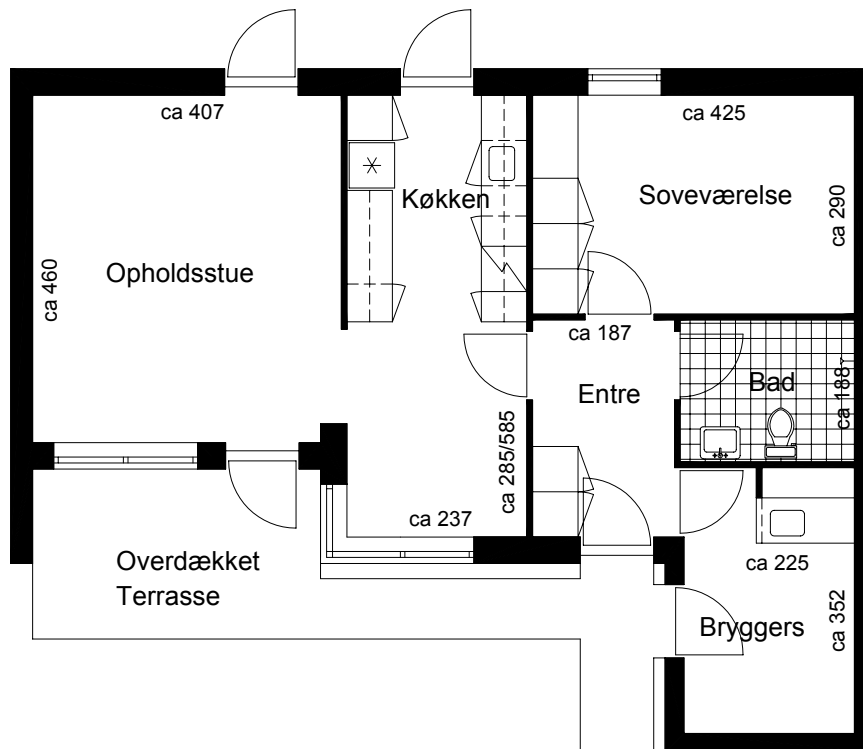 ca 407
ca 425
Køkken
Soveværelse
ca 290
Opholdsstue
ca 460
ca 187
Entre
Bad
ca 188
ca 285/585
ca 237
Overdækket
Terrasse
ca 225
Bryggers
ca 352